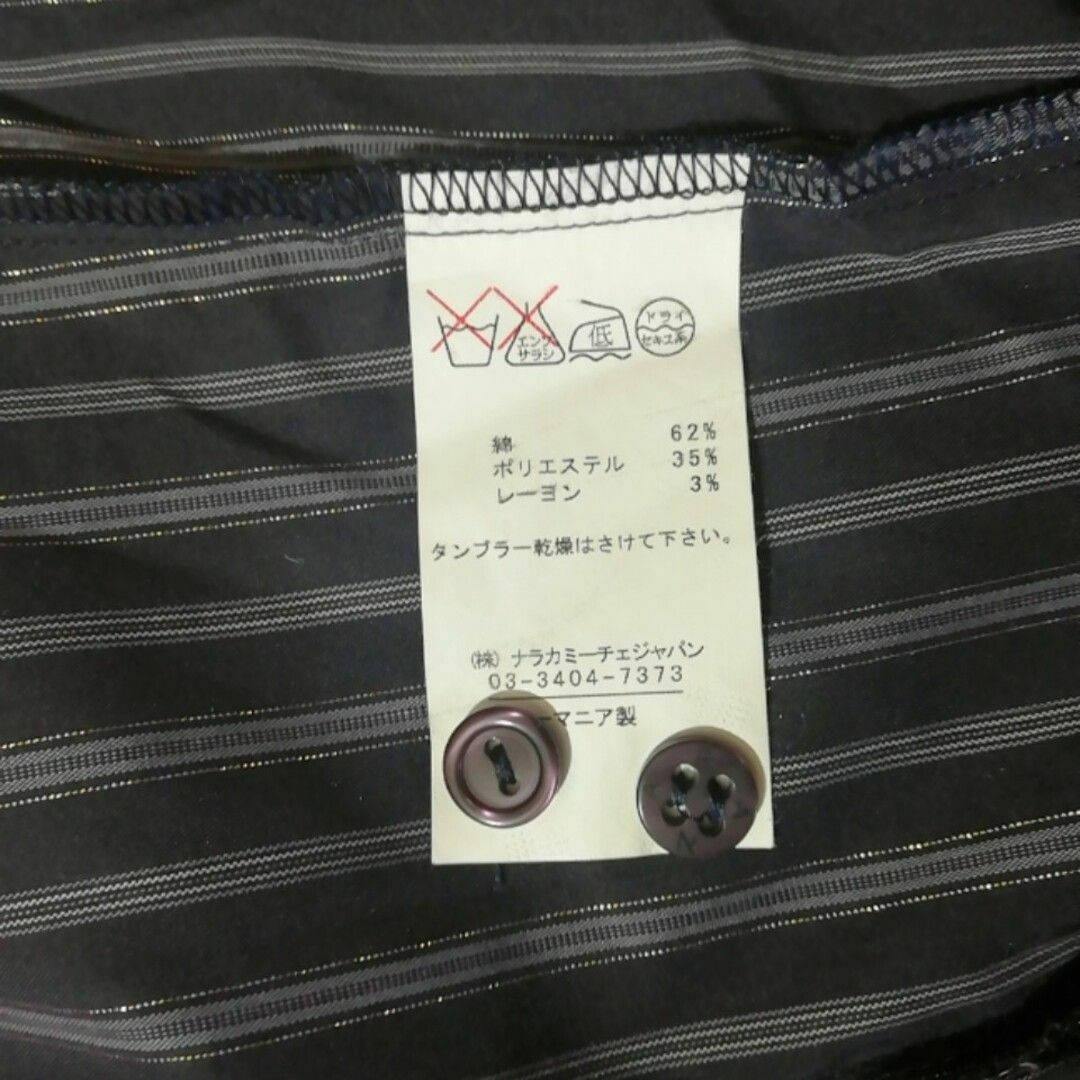 エンソ サラシ
低
ドライ セキユ系
綿 62%
ポリエステル 35%
レーヨン 3%
タンブラー乾燥はさけて下さい。
(株) ナラカミーチェジャパン
03-3404-7373
ーマニア製